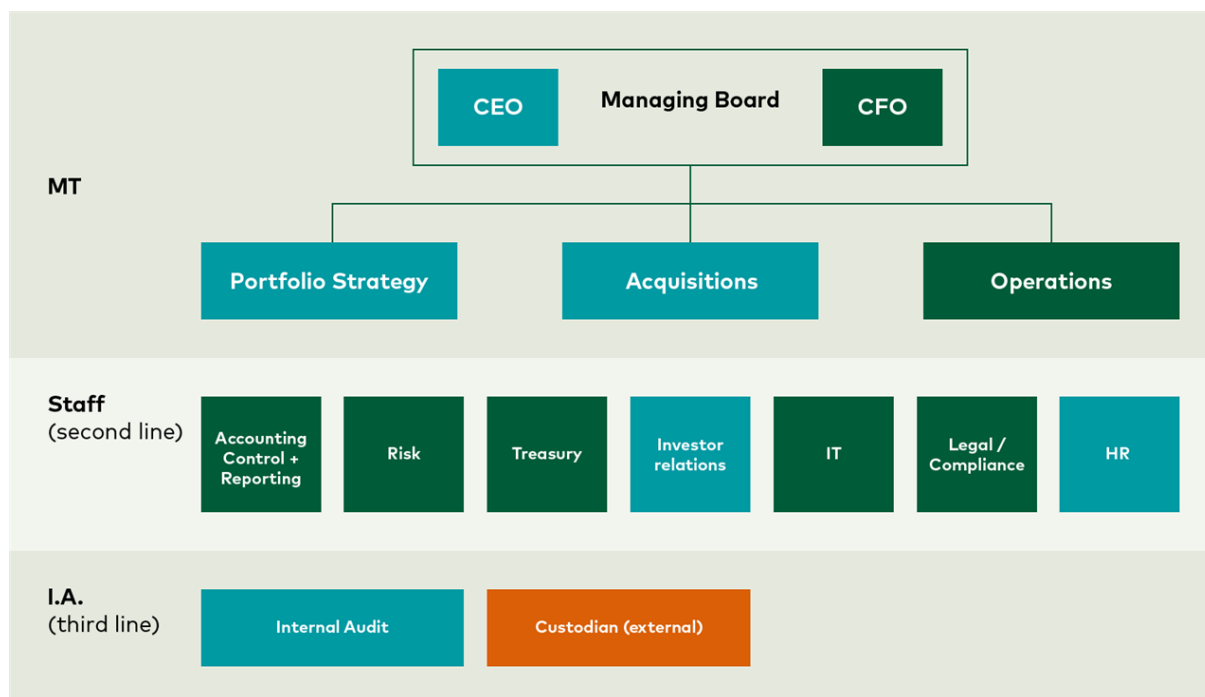 CEO
Managing Board
CFO
MT
Portfolio Strategy
Acquisitions
Operations
Staff
(second line)
Accounting
Control +
Reporting
Risk
Treasury
Investor
relations
IT
Legal /
Compliance
HR
I.A.
(third line)
Internal Audit
Custodian (external)